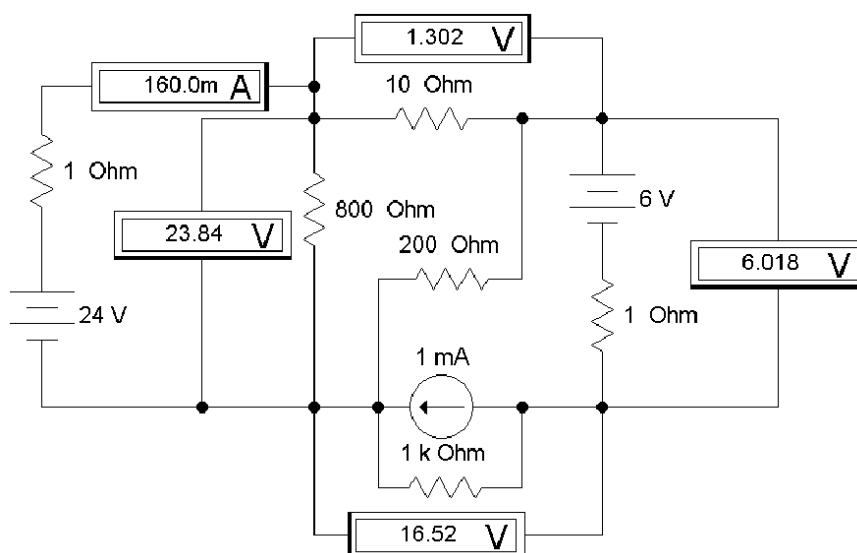 1.302 V
160.0m A
10 Ohm
1 Ohm
800 Ohm
6 V
23.84 V
200 Ohm
6.018 V
24 V
1 Ohm
1 mA
1 k Ohm
16.52 V